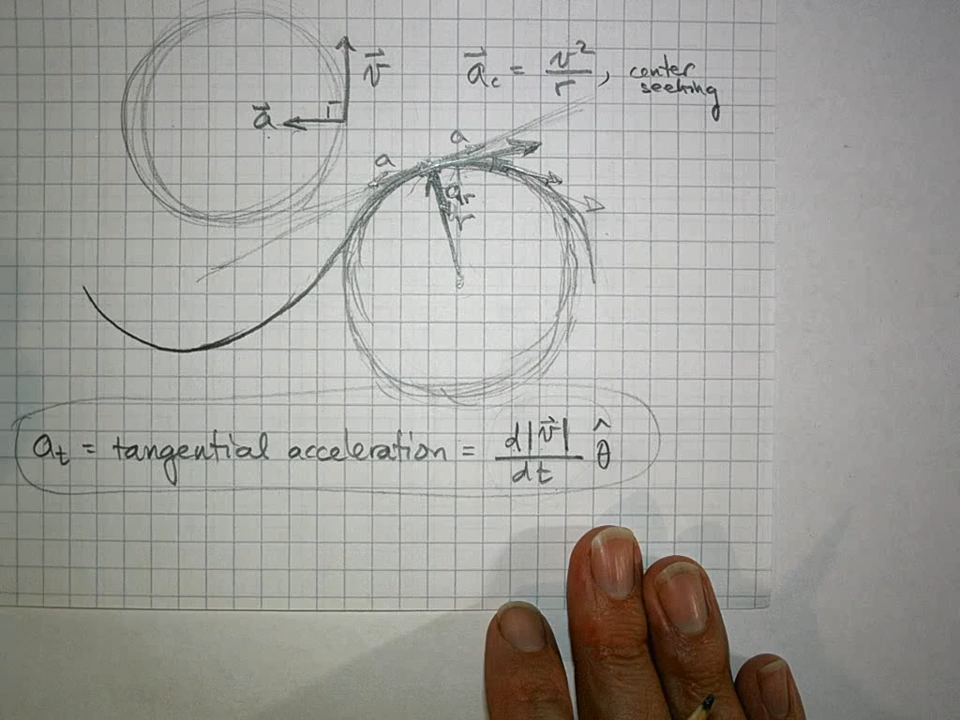 v⃗
a⃗
a⃗c = v²/r, center seeking
a
a
ar
r
at = tangential acceleration = d|v⃗|/dt θ̂